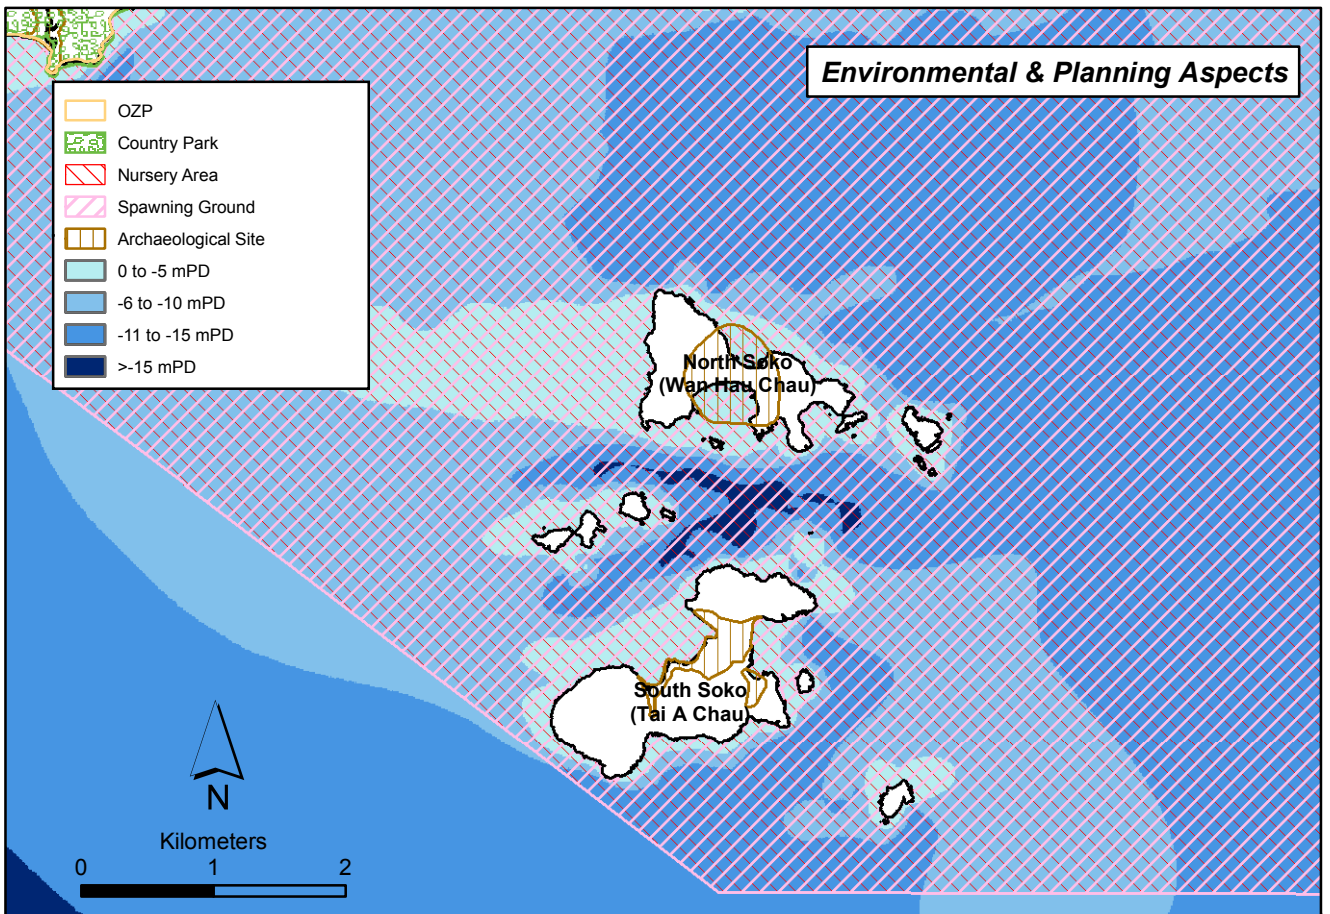 Environmental & Planning Aspects
OZP
Country Park
Nursery Area
Spawning Ground
Archaeological Site
0 to -5 mPD
-6 to -10 mPD
-11 to -15 mPD
>-15 mPD
North Soko
(Wan Hau Chau)
South Soko
(Tai A Chau)
N
Kilometers
0 1 2